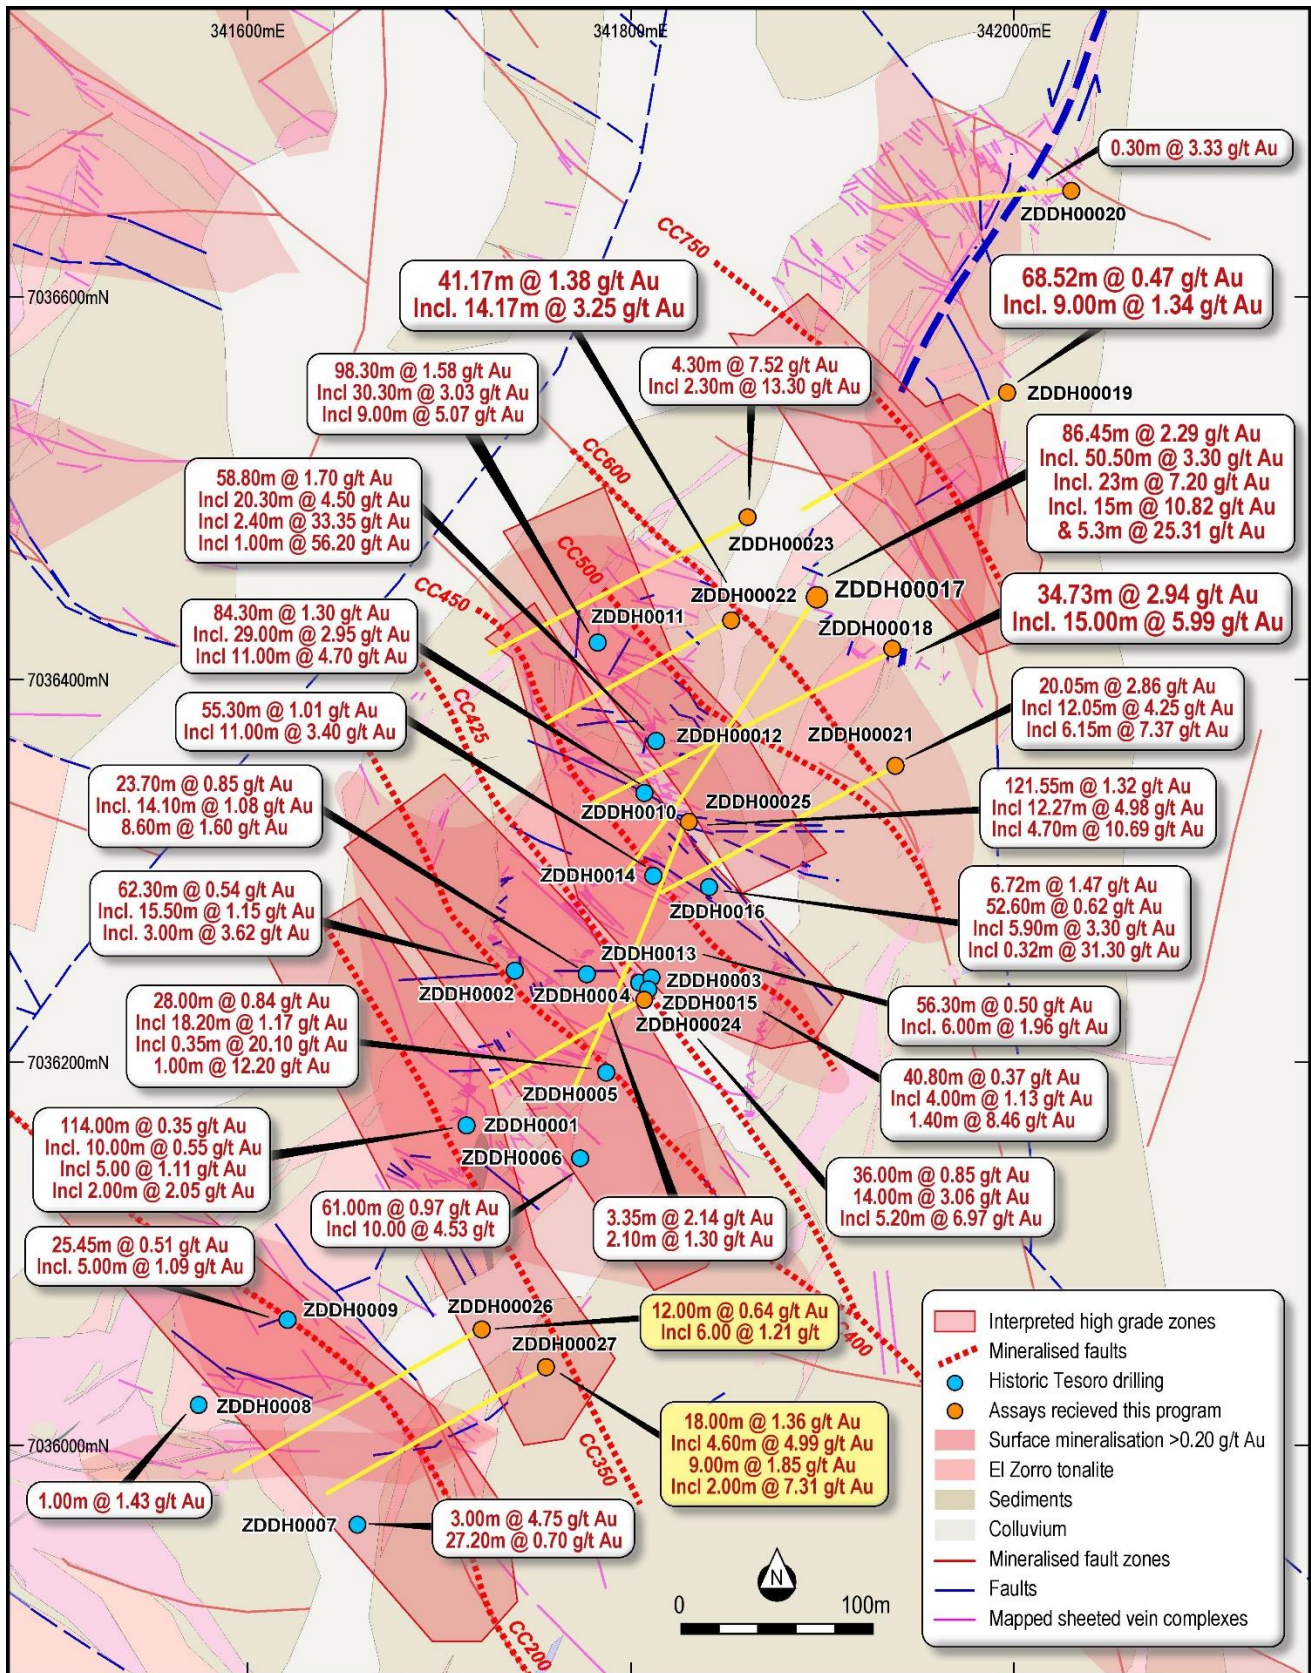 341600mE
341800mE
342000mE
0.30m @ 3.33 g/t Au
ZDDH00020
CC750
41.17m @ 1.38 g/t Au
Incl. 14.17m @ 3.25 g/t Au
68.52m @ 0.47 g/t Au
Incl. 9.00m @ 1.34 g/t Au
7036600mN
98.30m @ 1.58 g/t Au
Incl 30.30m @ 3.03 g/t Au
Incl 9.00m @ 5.07 g/t Au
4.30m @ 7.52 g/t Au
Incl 2.30m @ 13.30 g/t Au
ZDDH00019
CC600
86.45m @ 2.29 g/t Au
Incl. 50.50m @ 3.30 g/t Au
Incl. 23m @ 7.20 g/t Au
Incl. 15m @ 10.82 g/t Au
& 5.3m @ 25.31 g/t Au
58.80m @ 1.70 g/t Au
Incl 20.30m @ 4.50 g/t Au
Incl 2.40m @ 33.35 g/t Au
Incl 1.00m @ 56.20 g/t Au
ZDDH00023
CC500
CC450
ZDDH00022
ZDDH00017
ZDDH0011
ZDDH00018
34.73m @ 2.94 g/t Au
Incl. 15.00m @ 5.99 g/t Au
84.30m @ 1.30 g/t Au
Incl. 29.00m @ 2.95 g/t Au
Incl 11.00m @ 4.70 g/t Au
7036400mN
CC425
20.05m @ 2.86 g/t Au
Incl 12.05m @ 4.25 g/t Au
Incl 6.15m @ 7.37 g/t Au
55.30m @ 1.01 g/t Au
Incl 11.00m @ 3.40 g/t Au
ZDDH00012
ZDDH00021
23.70m @ 0.85 g/t Au
Incl. 14.10m @ 1.08 g/t Au
8.60m @ 1.60 g/t Au
ZDDH0010
ZDDH00025
121.55m @ 1.32 g/t Au
Incl 12.27m @ 4.98 g/t Au
Incl 4.70m @ 10.69 g/t Au
ZDDH0014
ZDDH0016
62.30m @ 0.54 g/t Au
Incl. 15.50m @ 1.15 g/t Au
Incl. 3.00m @ 3.62 g/t Au
6.72m @ 1.47 g/t Au
52.60m @ 0.62 g/t Au
Incl 5.90m @ 3.30 g/t Au
Incl 0.32m @ 31.30 g/t Au
ZDDH0013
ZDDH0002
ZDDH0004
ZDDH0003
ZDDH0015
ZDDH00024
28.00m @ 0.84 g/t Au
Incl 18.20m @ 1.17 g/t Au
Incl 0.35m @ 20.10 g/t Au
1.00m @ 12.20 g/t Au
56.30m @ 0.50 g/t Au
Incl. 6.00m @ 1.96 g/t Au
7036200mN
ZDDH0005
40.80m @ 0.37 g/t Au
Incl 4.00m @ 1.13 g/t Au
1.40m @ 8.46 g/t Au
114.00m @ 0.35 g/t Au
Incl. 10.00m @ 0.55 g/t Au
Incl 5.00 @ 1.11 g/t Au
Incl 2.00m @ 2.05 g/t Au
ZDDH0001
ZDDH0006
36.00m @ 0.85 g/t Au
14.00m @ 3.06 g/t Au
Incl 5.20m @ 6.97 g/t Au
61.00m @ 0.97 g/t Au
Incl 10.00 @ 4.53 g/t
3.35m @ 2.14 g/t Au
2.10m @ 1.30 g/t Au
25.45m @ 0.51 g/t Au
Incl. 5.00m @ 1.09 g/t Au
ZDDH0009
ZDDH00026
12.00m @ 0.64 g/t Au
Incl 6.00 @ 1.21 g/t
C400
ZDDH00027
ZDDH0008
18.00m @ 1.36 g/t Au
Incl 4.60m @ 4.99 g/t Au
9.00m @ 1.85 g/t Au
Incl 2.00m @ 7.31 g/t Au
7036000mN
CC350
1.00m @ 1.43 g/t Au
ZDDH0007
3.00m @ 4.75 g/t Au
27.20m @ 0.70 g/t Au
CC200
N
0
100m
Interpreted high grade zones
Mineralised faults
Historic Tesoro drilling
Assays recieved this program
Surface mineralisation >0.20 g/t Au
El Zorro tonalite
Sediments
Colluvium
Mineralised fault zones
Faults
Mapped sheeted vein complexes